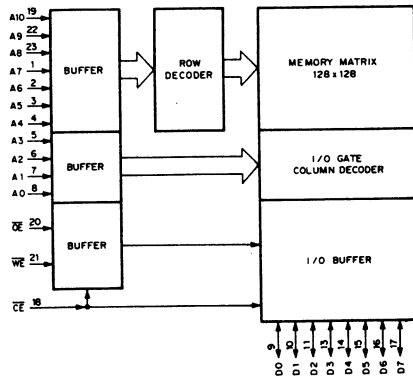 A10 19
A9 22
A8 23
A7 1
A6 2
A5 3
A4 4
A3 5
A2 6
A1 7
A0 8
OE 20
WE 21
CE 18
BUFFER
BUFFER
BUFFER
ROW
DECODER
MEMORY MATRIX
128 x 128
I/O GATE
COLUMN DECODER
I/O BUFFER
9 10 11 13 14 15 16 17
D0 D1 D2 D3 D4 D5 D6 D7